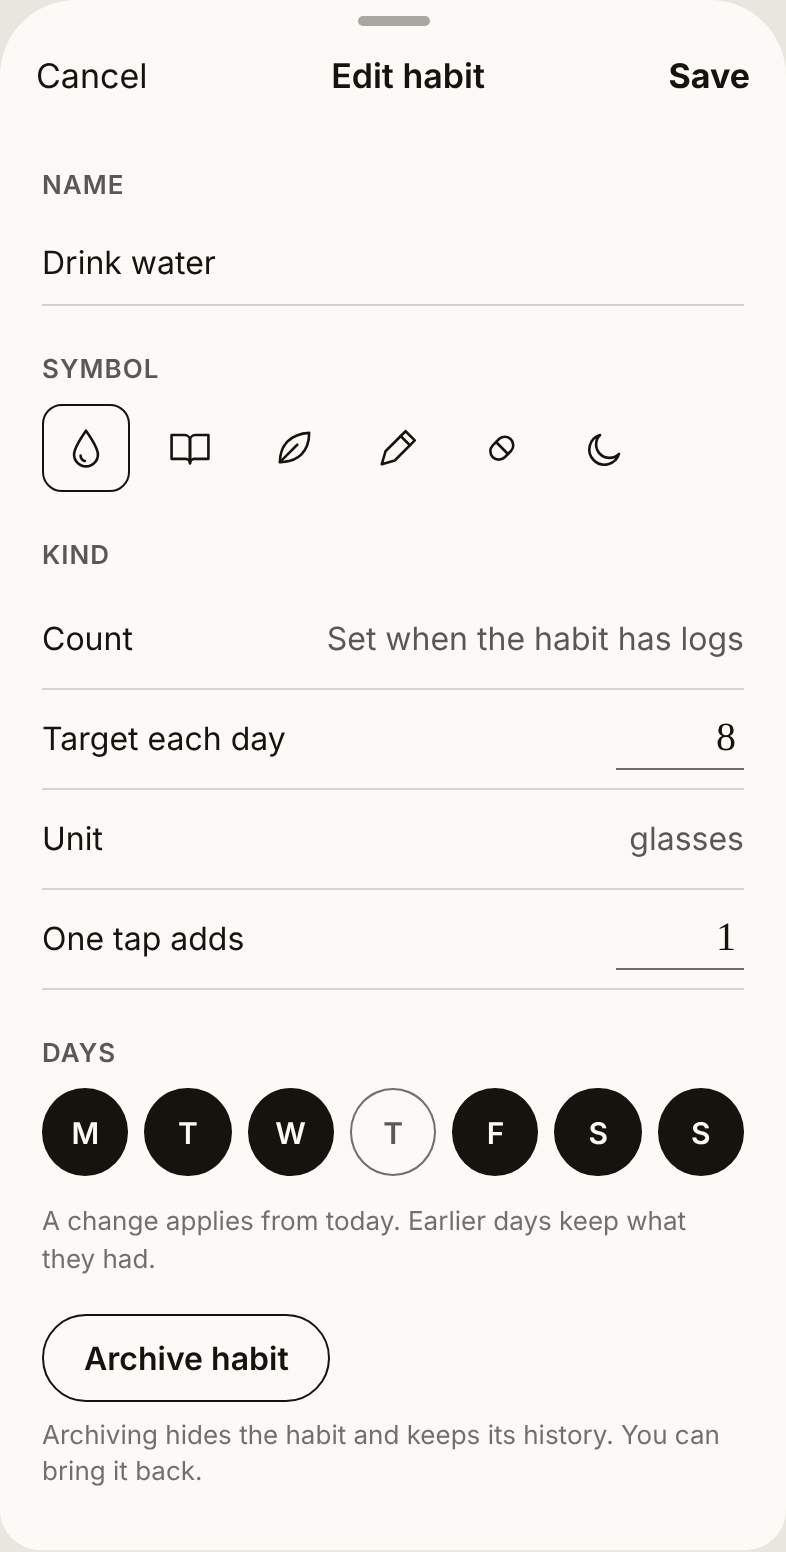 Cancel Edit habit Save
NAME
Drink water
SYMBOL
KIND
Count Set when the habit has logs
Target each day 8
Unit glasses
One tap adds 1
DAYS
M T W T F S S
A change applies from today. Earlier days keep what
they had.
Archive habit
Archiving hides the habit and keeps its history. You can
bring it back.